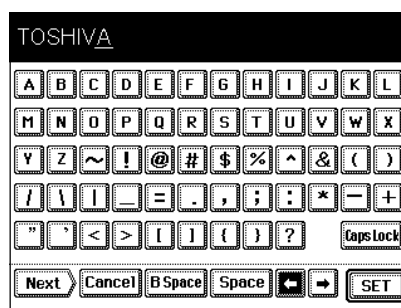 TOSHIVA
A B C D E F G H I J K L
M N O P Q R S T U V W X
Y Z ~ ! @ # $ % ^ & ( )
/ \ | _ = . , ; : * - +
" ' < > [ ] { } ? Caps Lock
Next Cancel B Space Space ← → SET